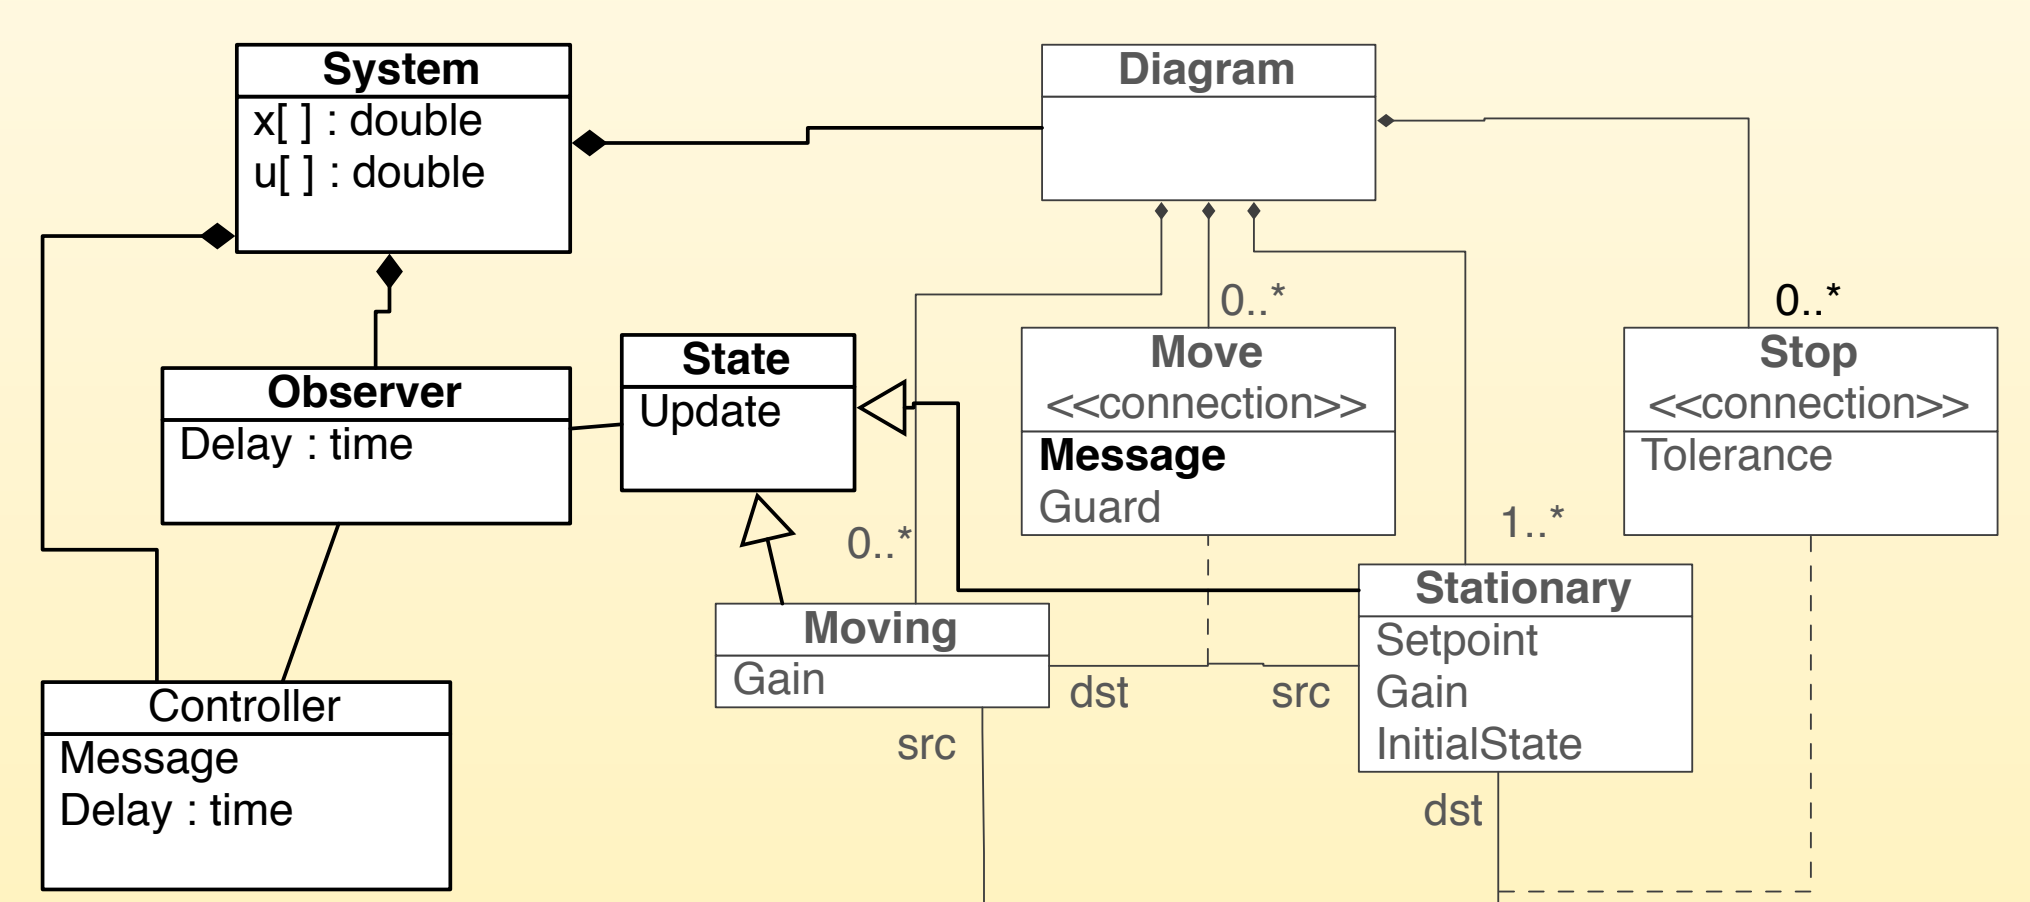 System
x[ ] : double
u[ ] : double
Diagram
0..*
0..*
State
Update
Observer
Delay : time
Move
<<connection>>
Message
Guard
Stop
<<connection>>
Tolerance
0..*
1..*
Moving
Gain
Stationary
Setpoint
Gain
InitialState
dst
src
src
dst
Controller
Message
Delay : time